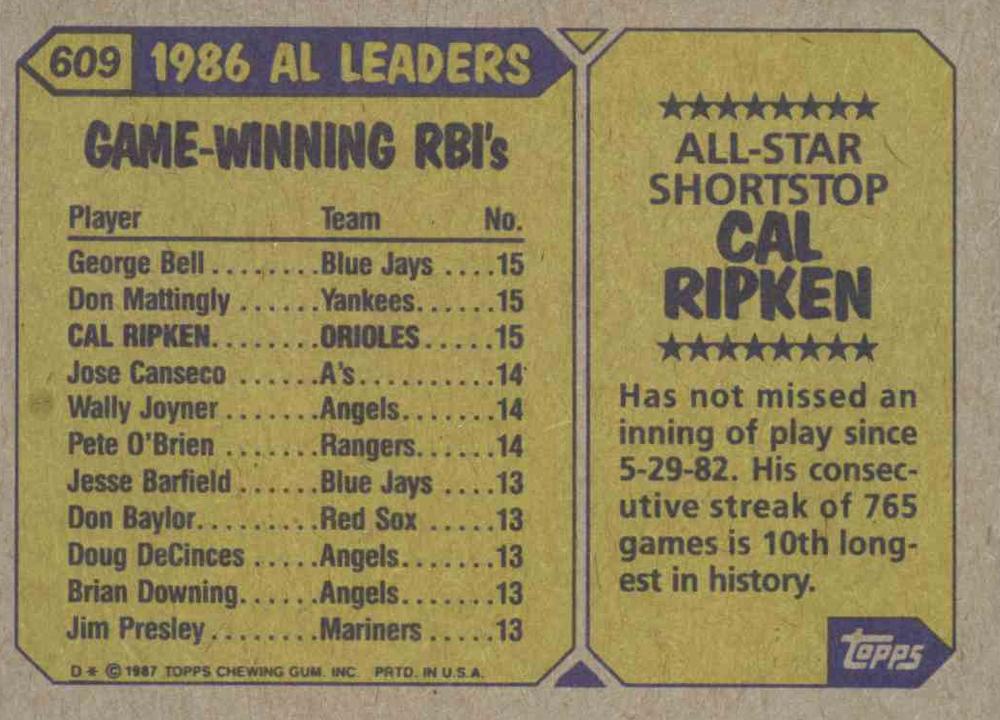 609 1986 AL LEADERS
GAME-WINNING RBI's
Player Team No.
George Bell ........Blue Jays ....15
Don Mattingly ......Yankees......15
CAL RIPKEN........ORIOLES.....15
Jose Canseco ......A's..........14
Wally Joyner .......Angels.......14
Pete O'Brien .......Rangers......14
Jesse Barfield ......Blue Jays ....13
Don Baylor.........Red Sox .....13
Doug DeCinces .....Angels.......13
Brian Downing......Angels.......13
Jim Presley ........Mariners .....13
D * © 1987 TOPPS CHEWING GUM. INC. PRTD. IN U.S.A.
★★★★★★★★
ALL-STAR
SHORTSTOP
CAL
RIPKEN
★★★★★★★★
Has not missed an
inning of play since
5-29-82. His consec-
utive streak of 765
games is 10th long-
est in history.
topps